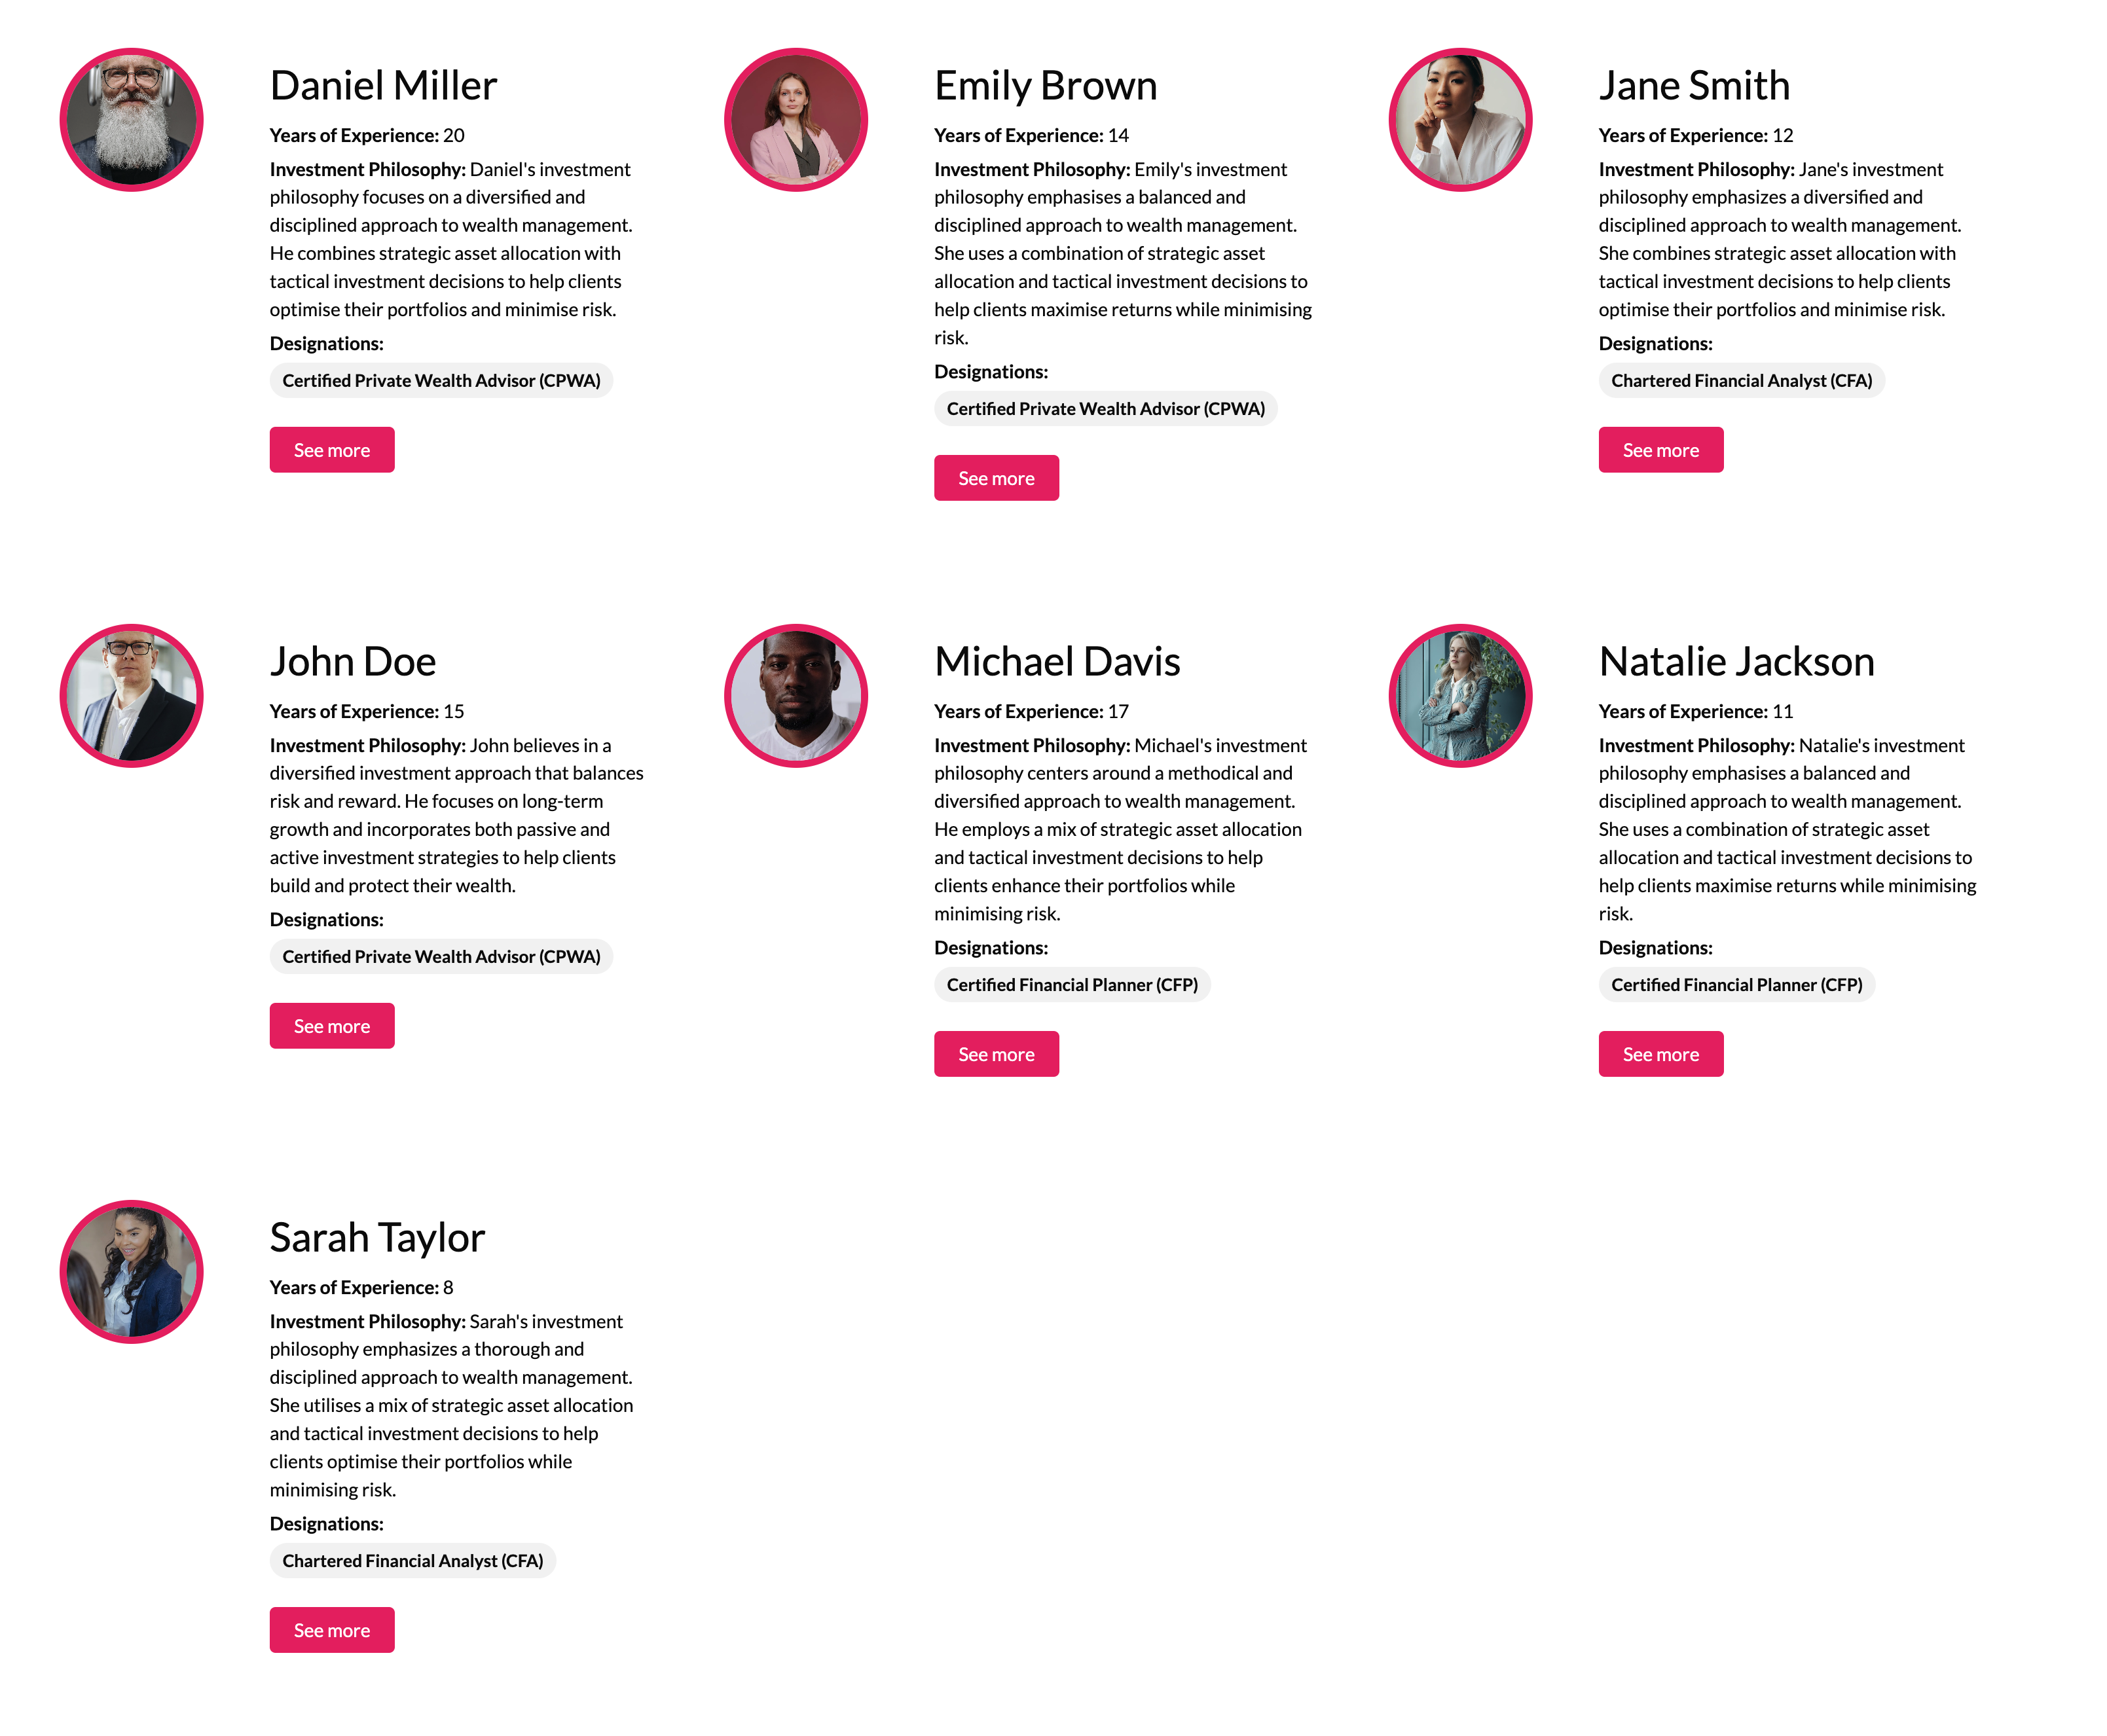 Daniel Miller
Years of Experience: 20
Investment Philosophy: Daniel's investment
philosophy focuses on a diversified and
disciplined approach to wealth management.
He combines strategic asset allocation with
tactical investment decisions to help clients
optimise their portfolios and minimise risk.
Designations:
Certified Private Wealth Advisor (CPWA)
See more
Emily Brown
Years of Experience: 14
Investment Philosophy: Emily's investment
philosophy emphasises a balanced and
disciplined approach to wealth management.
She uses a combination of strategic asset
allocation and tactical investment decisions to
help clients maximise returns while minimising
risk.
Designations:
Certified Private Wealth Advisor (CPWA)
See more
Jane Smith
Years of Experience: 12
Investment Philosophy: Jane's investment
philosophy emphasizes a diversified and
disciplined approach to wealth management.
She combines strategic asset allocation with
tactical investment decisions to help clients
optimise their portfolios and minimise risk.
Designations:
Chartered Financial Analyst (CFA)
See more
John Doe
Years of Experience: 15
Investment Philosophy: John believes in a
diversified investment approach that balances
risk and reward. He focuses on long-term
growth and incorporates both passive and
active investment strategies to help clients
build and protect their wealth.
Designations:
Certified Private Wealth Advisor (CPWA)
See more
Michael Davis
Years of Experience: 17
Investment Philosophy: Michael's investment
philosophy centers around a methodical and
diversified approach to wealth management.
He employs a mix of strategic asset allocation
and tactical investment decisions to help
clients enhance their portfolios while
minimising risk.
Designations:
Certified Financial Planner (CFP)
See more
Natalie Jackson
Years of Experience: 11
Investment Philosophy: Natalie's investment
philosophy emphasises a balanced and
disciplined approach to wealth management.
She uses a combination of strategic asset
allocation and tactical investment decisions to
help clients maximise returns while minimising
risk.
Designations:
Certified Financial Planner (CFP)
See more
Sarah Taylor
Years of Experience: 8
Investment Philosophy: Sarah's investment
philosophy emphasizes a thorough and
disciplined approach to wealth management.
She utilises a mix of strategic asset allocation
and tactical investment decisions to help
clients optimise their portfolios while
minimising risk.
Designations:
Chartered Financial Analyst (CFA)
See more